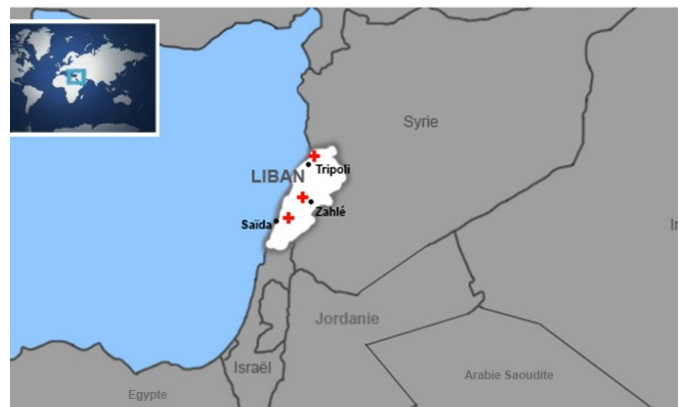 Syrie
LIBAN
Tripoli
Zahlé
Saïda
Jordanie
Israël
Arabie Saoudite
Egypte